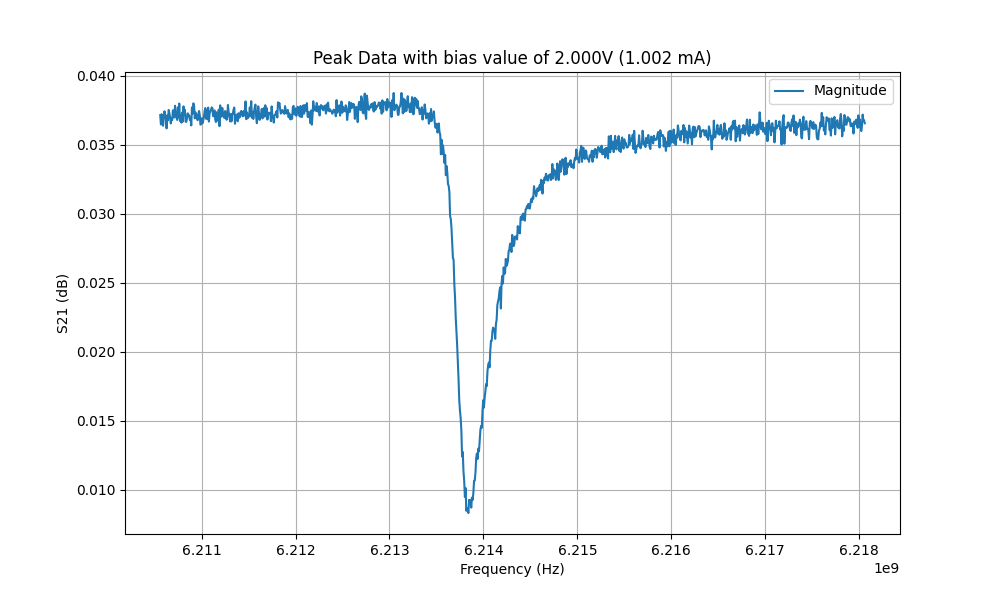 Peak Data with bias value of 2.000V (1.002 mA)
Magnitude
0.040
0.035
0.030
0.025
0.020
0.015
0.010
S21 (dB)
6.211 6.212 6.213 6.214 6.215 6.216 6.217 6.218
Frequency (Hz)
1e9